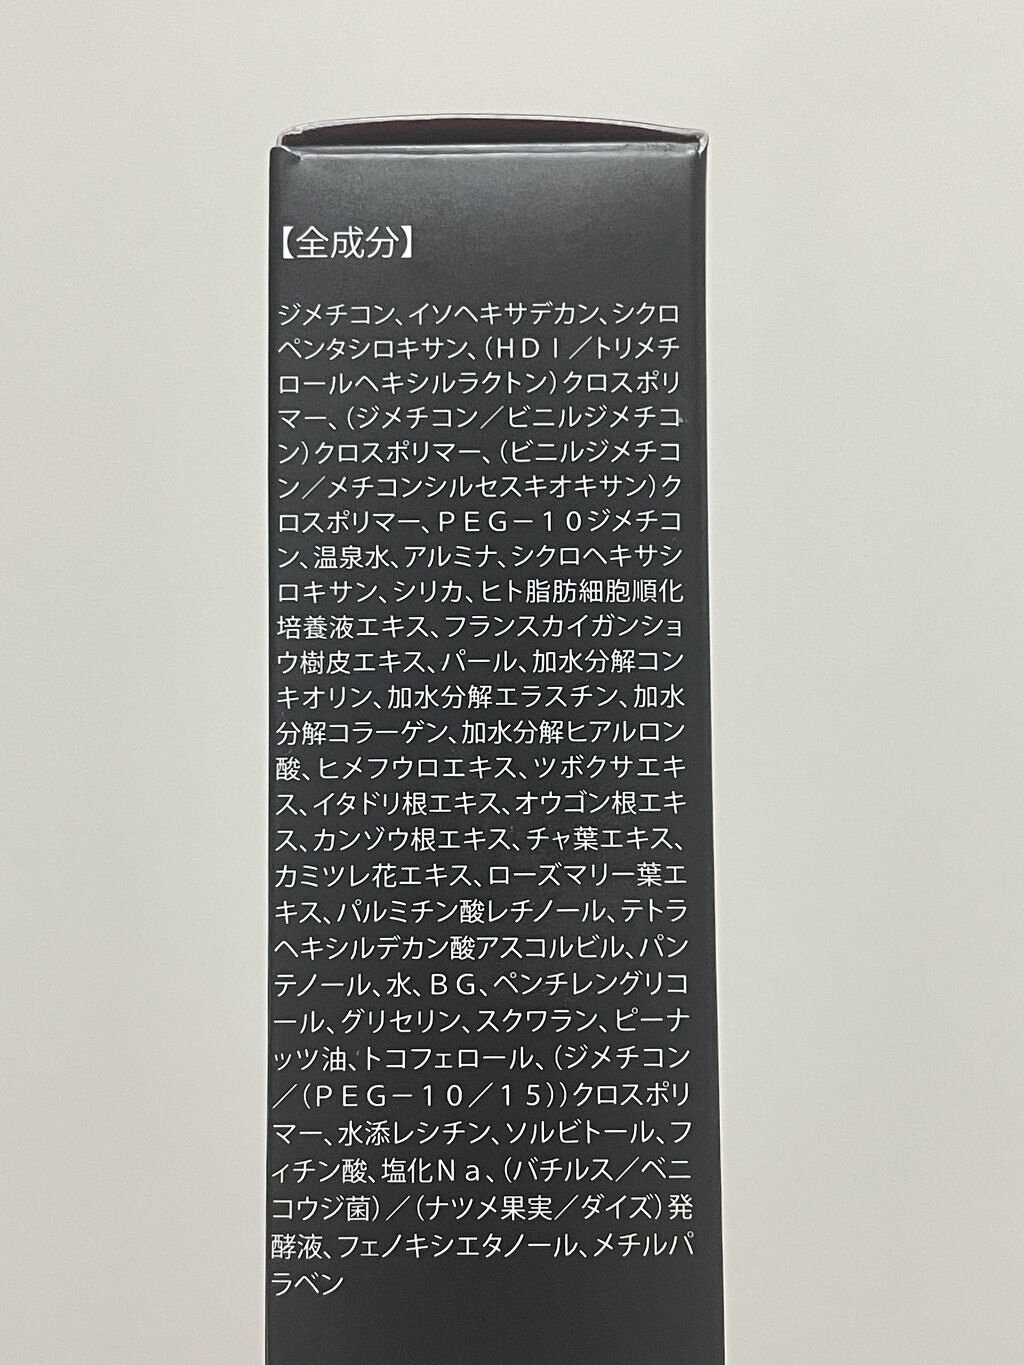 【全成分】
ジメチコン、イソヘキサデカン、シクロ
ペンタシロキサン、（ＨＤＩ／トリメチ
ロールヘキシルラクトン）クロスポリ
マー、（ジメチコン／ビニルジメチコ
ン）クロスポリマー、（ビニルジメチコ
ン／メチコンシルセスキオキサン）ク
ロスポリマー、ＰＥＧ－１０ジメチコ
ン、温泉水、アルミナ、シクロヘキサシ
ロキサン、シリカ、ヒト脂肪細胞順化
培養液エキス、フランスカイガンショ
ウ樹皮エキス、パール、加水分解コン
キオリン、加水分解エラスチン、加水
分解コラーゲン、加水分解ヒアルロン
酸、ヒメフウロエキス、ツボクサエキ
ス、イタドリ根エキス、オウゴン根エキ
ス、カンゾウ根エキス、チャ葉エキス、
カミツレ花エキス、ローズマリー葉エ
キス、パルミチン酸レチノール、テトラ
ヘキシルデカン酸アスコルビル、パン
テノール、水、ＢＧ、ペンチレングリコ
ール、グリセリン、スクワラン、ピーナ
ッツ油、トコフェロール、（ジメチコン
／（ＰＥＧ－１０／１５））クロスポリ
マー、水添レシチン、ソルビトール、フ
ィチン酸、塩化Ｎａ、（バチルス／ベニ
コウジ菌）／（ナツメ果実／ダイズ）発
酵液、フェノキシエタノール、メチルパ
ラベン